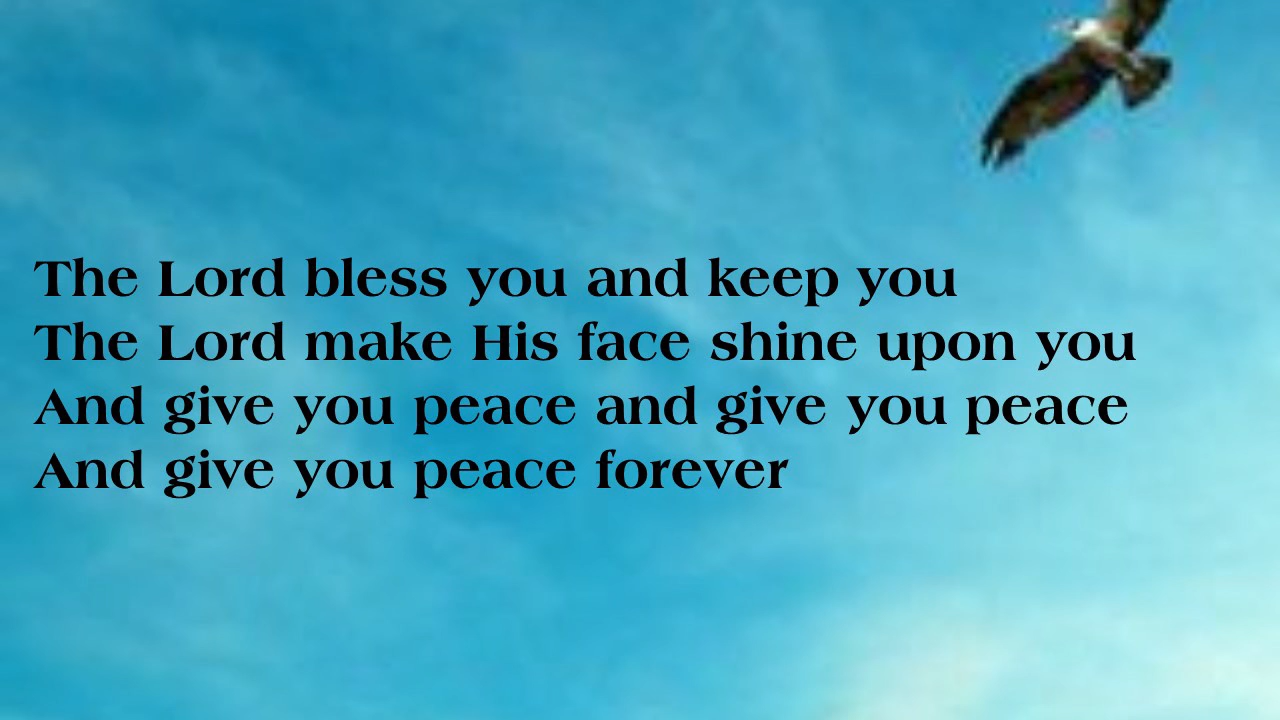 The Lord bless you and keep you
The Lord make His face shine upon you
And give you peace and give you peace
And give you peace forever